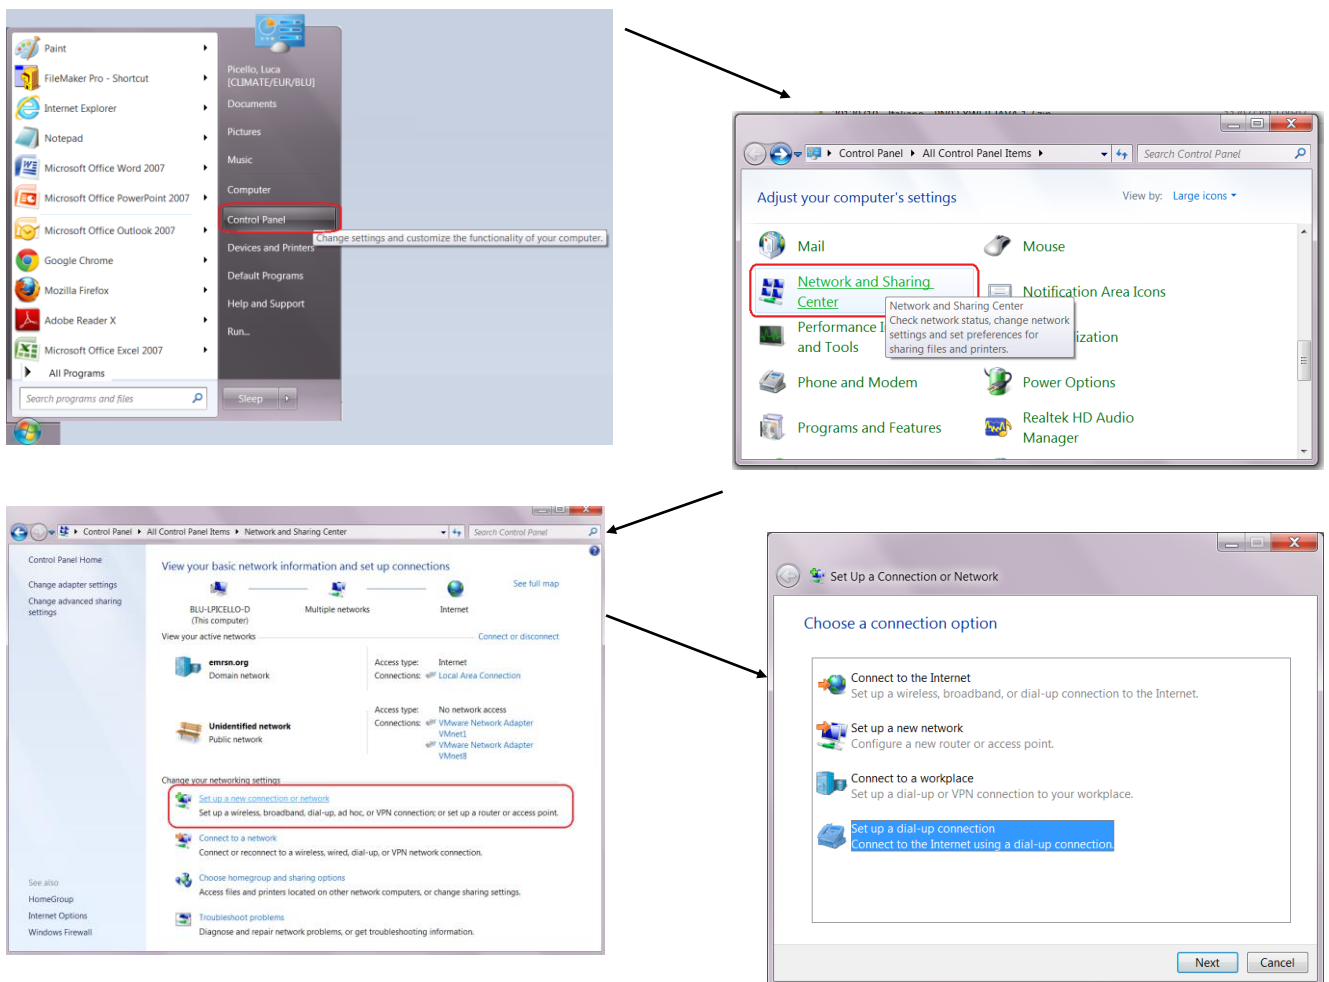 Paint
FileMaker Pro - Shortcut
Internet Explorer
Notepad
Microsoft Office Word 2007
Microsoft Office PowerPoint 2007
Microsoft Office Outlook 2007
Google Chrome
Mozilla Firefox
Adobe Reader X
Microsoft Office Excel 2007
All Programs
Search programs and files
Picello, Luca
[CLIMATE/EUR/BLU]
Documents
Pictures
Music
Computer
Control Panel
Change settings and customize the functionality of your computer.
Devices and Printers
Default Programs
Help and Support
Run...
Sleep
Control Panel All Control Panel Items
Search Control Panel
Adjust your computer's settings
View by: Large icons
Mail
Mouse
Network and Sharing
Center
Notification Area Icons
Network and Sharing Center
Check network status, change network
settings and set preferences for
sharing files and printers.
Performance
and Tools
Phone and Modem
Power Options
Programs and Features
Realtek HD Audio
Manager
Control Panel All Control Panel Items Network and Sharing Center
Search Control Panel
Control Panel Home
Change adapter settings
Change advanced sharing
settings
See also
HomeGroup
Internet Options
Windows Firewall
View your basic network information and set up connections
See full map
BLU-LPICELLO-D
(This computer)
Multiple networks
Internet
View your active networks
Connect or disconnect
emrsn.org
Domain network
Access type: Internet
Connections: Local Area Connection
Unidentified network
Public network
Access type: No network access
Connections: VMware Network Adapter
VMnet1
VMware Network Adapter
VMnet8
Change your networking settings
Set up a new connection or network
Set up a wireless, broadband, dial-up, ad hoc, or VPN connection; or set up a router or access point.
Connect to a network
Connect or reconnect to a wireless, wired, dial-up, or VPN network connection.
Choose homegroup and sharing options
Access files and printers located on other network computers, or change sharing settings.
Troubleshoot problems
Diagnose and repair network problems, or get troubleshooting information.
Set Up a Connection or Network
Choose a connection option
Connect to the Internet
Set up a wireless, broadband, or dial-up connection to the Internet.
Set up a new network
Configure a new router or access point.
Connect to a workplace
Set up a dial-up or VPN connection to your workplace.
Set up a dial-up connection
Connect to the Internet using a dial-up connection.
Next
Cancel